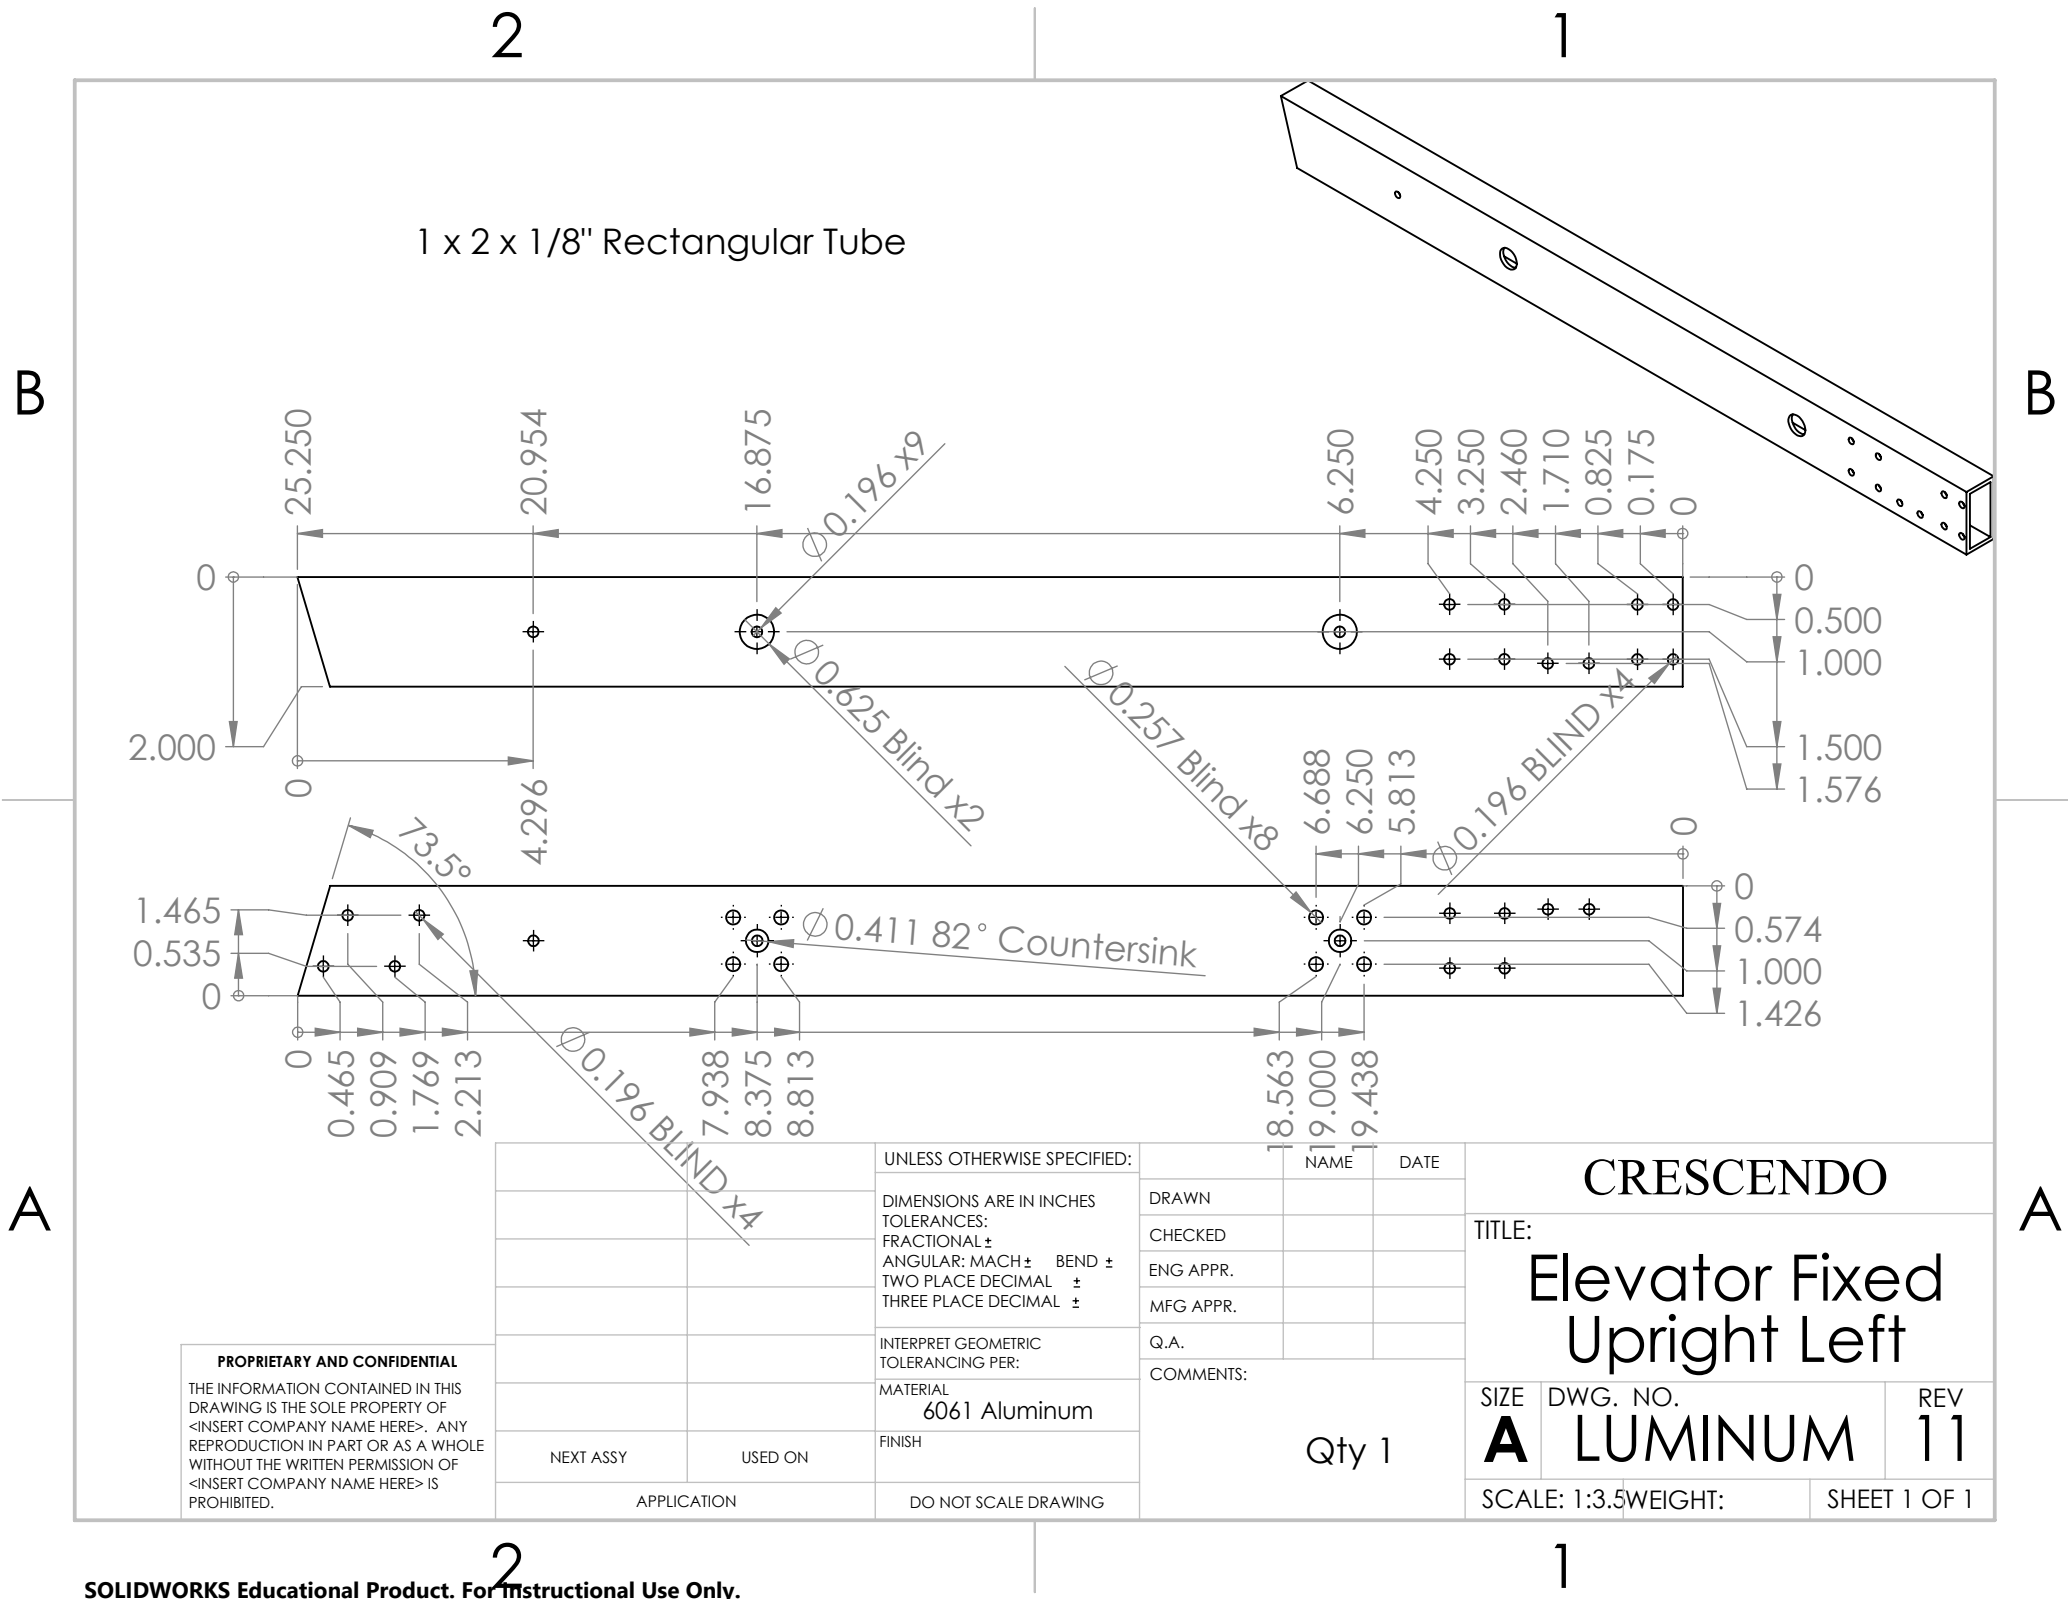 2 1
1 x 2 x 1/8" Rectangular Tube
B B
25.250
20.954
16.875
Ø0.196 x9
6.250
4.250
3.250
2.460
1.710
0.825
0.175
0
0
2.000
0
4.296
0
0.500
1.000
1.500
1.576
Ø0.625 Blind x2
Ø0.257 Blind x8
Ø0.196 BLIND x4
6.688
6.250
5.813
0
73.5°
1.465
0.535
0
Ø0.411 82° Countersink
0
0.574
1.000
1.426
0
0.465
0.909
1.769
2.213
7.938
8.375
8.813
18.563
19.000
19.438
Ø0.196 BLIND x4
A A
PROPRIETARY AND CONFIDENTIAL
THE INFORMATION CONTAINED IN THIS
DRAWING IS THE SOLE PROPERTY OF
<INSERT COMPANY NAME HERE>. ANY
REPRODUCTION IN PART OR AS A WHOLE
WITHOUT THE WRITTEN PERMISSION OF
<INSERT COMPANY NAME HERE> IS
PROHIBITED.
NEXT ASSY USED ON
APPLICATION
UNLESS OTHERWISE SPECIFIED:
DIMENSIONS ARE IN INCHES
TOLERANCES:
FRACTIONAL ±
ANGULAR: MACH ± BEND ±
TWO PLACE DECIMAL ±
THREE PLACE DECIMAL ±
INTERPRET GEOMETRIC
TOLERANCING PER:
MATERIAL
6061 Aluminum
FINISH
DO NOT SCALE DRAWING
NAME DATE
DRAWN
CHECKED
ENG APPR.
MFG APPR.
Q.A.
COMMENTS:
Qty 1
CRESCENDO
TITLE:
Elevator Fixed
Upright Left
SIZE DWG. NO. REV
A LUMINUM 11
SCALE: 1:3.5 WEIGHT: SHEET 1 OF 1
2 1
SOLIDWORKS Educational Product. For Instructional Use Only.